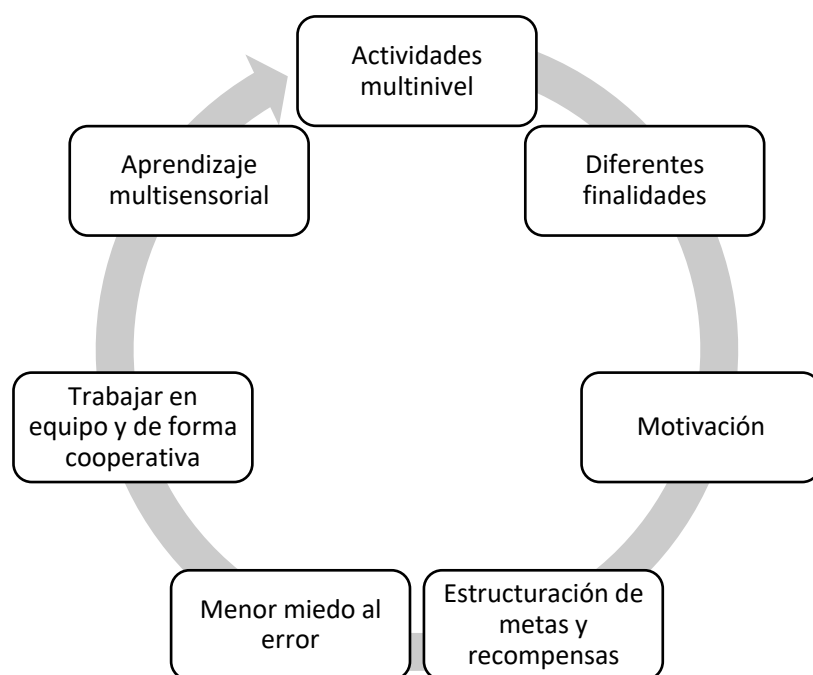 Actividades
multinivel
Diferentes
finalidades
Motivación
Estructuración de
metas y
recompensas
Menor miedo al
error
Trabajar en
equipo y de forma
cooperativa
Aprendizaje
multisensorial